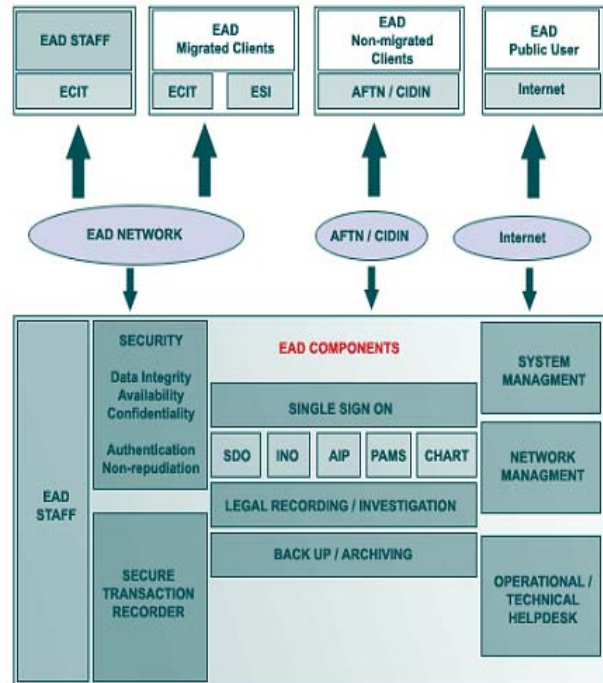 EAD STAFF
ECIT
EAD
Migrated Clients
ECIT
ESI
EAD
Non-migrated
Clients
AFTN / CIDIN
EAD
Public User
Internet
EAD NETWORK
AFTN / CIDIN
Internet
EAD
STAFF
SECURITY
Data Integrity
Availability
Confidentiality
Authentication
Non-repudiation
SECURE
TRANSACTION
RECORDER
EAD COMPONENTS
SINGLE SIGN ON
SDO
INO
AIP
PAMS
CHART
LEGAL RECORDING / INVESTIGATION
BACK UP / ARCHIVING
SYSTEM
MANAGMENT
NETWORK
MANAGMENT
OPERATIONAL /
TECHNICAL
HELPDESK